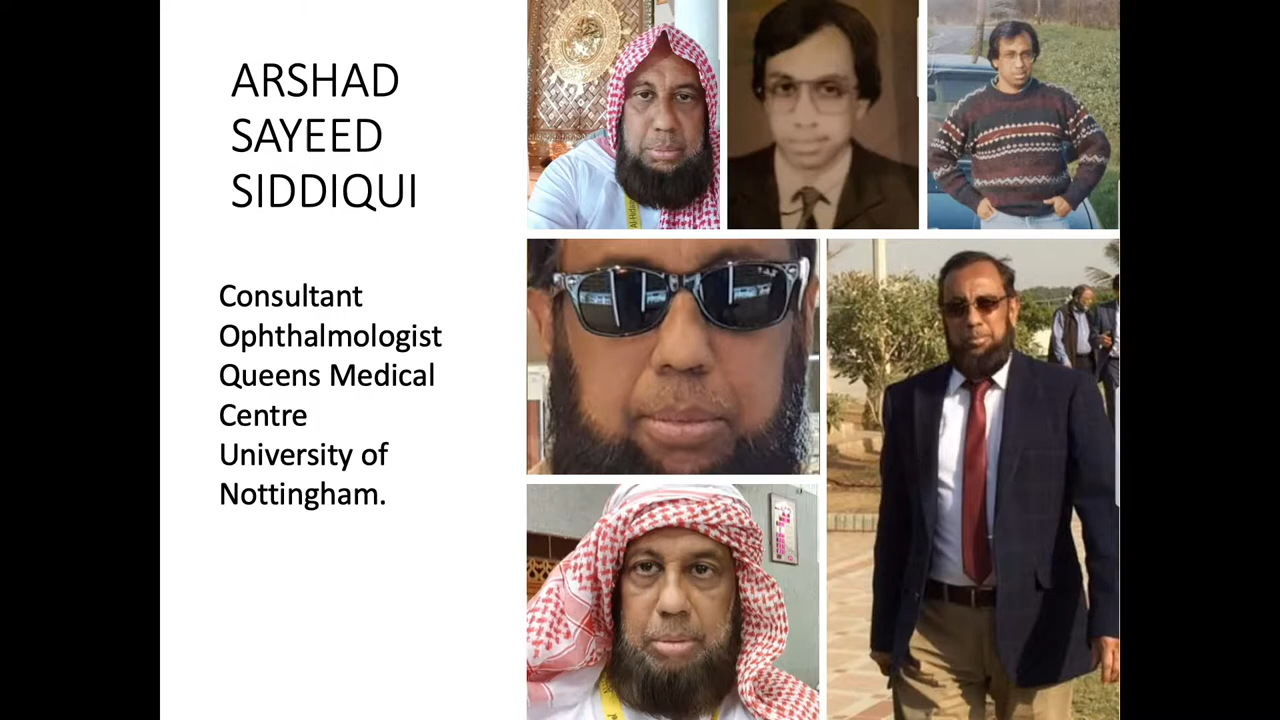 ARSHAD
SAYEED
SIDDIQUI
Consultant
Ophthalmologist
Queens Medical
Centre
University of
Nottingham.